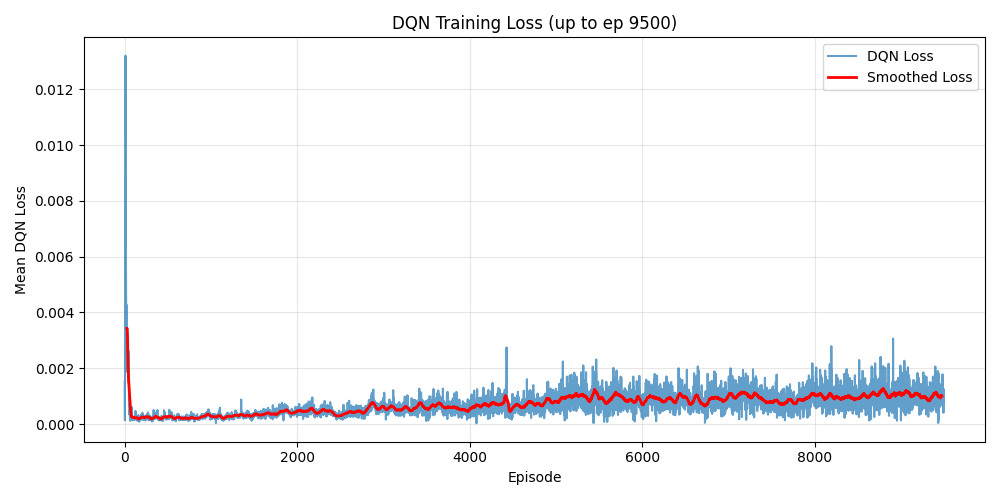 DQN Training Loss (up to ep 9500)
DQN Loss
Smoothed Loss
Mean DQN Loss
0.012
0.010
0.008
0.006
0.004
0.002
0.000
0
2000
4000
6000
8000
Episode